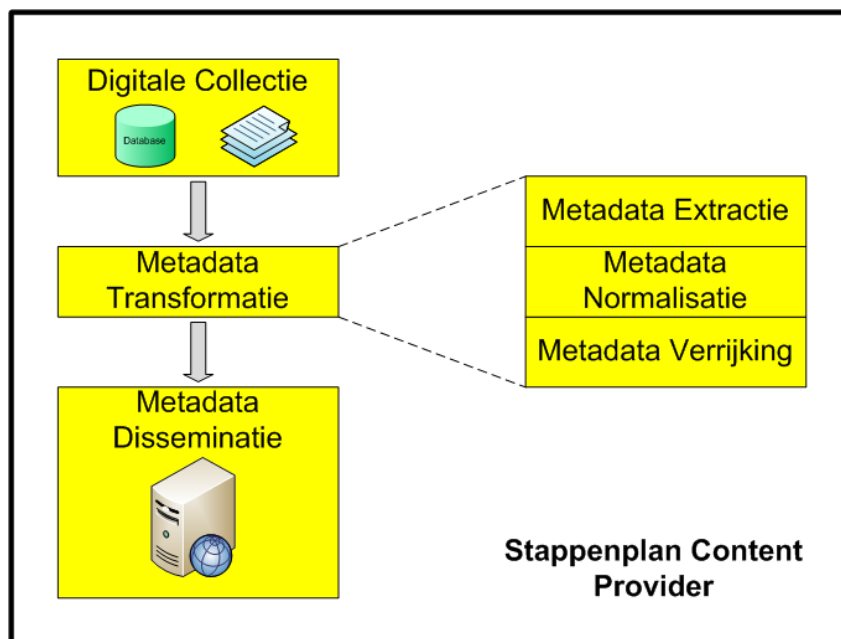 Digitale Collectie
Database
Metadata
Transformatie
Metadata
Disseminatie
Metadata Extractie
Metadata
Normalisatie
Metadata Verrijking
Stappenplan Content
Provider